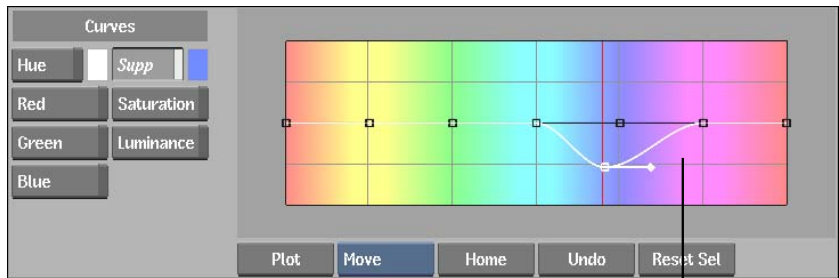 Curves
Hue
Supp
Red
Saturation
Green
Luminance
Blue
Plot
Move
Home
Undo
Reset Sel